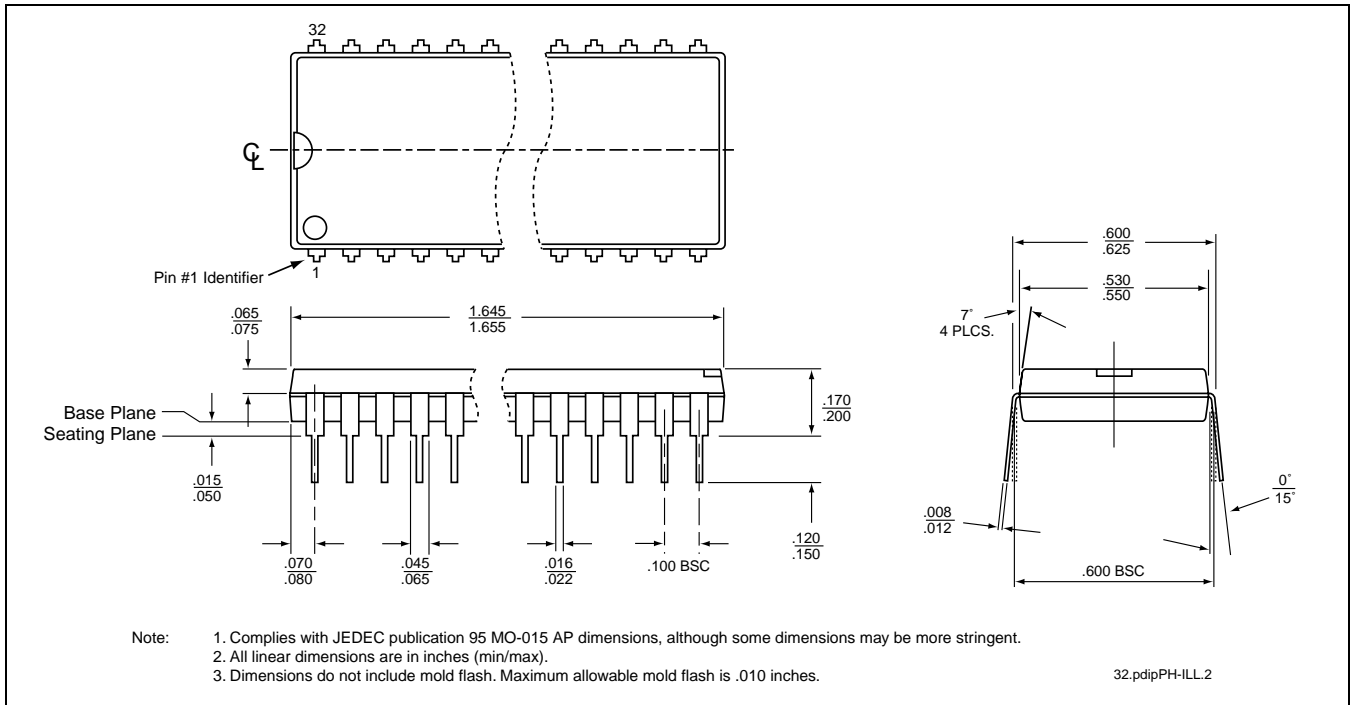 32
℄
Pin #1 Identifier
1
.065
.075
1.645
1.655
.600
.625
.530
.550
7°
4 PLCS.
Base Plane
Seating Plane
.170
.200
.015
.050
.070
.080
.045
.065
.016
.022
.100 BSC
.120
.150
.008
.012
0°
15°
.600 BSC
Note:
1. Complies with JEDEC publication 95 MO-015 AP dimensions, although some dimensions may be more stringent.
2. All linear dimensions are in inches (min/max).
3. Dimensions do not include mold flash. Maximum allowable mold flash is .010 inches.
32.pdipPH-ILL.2